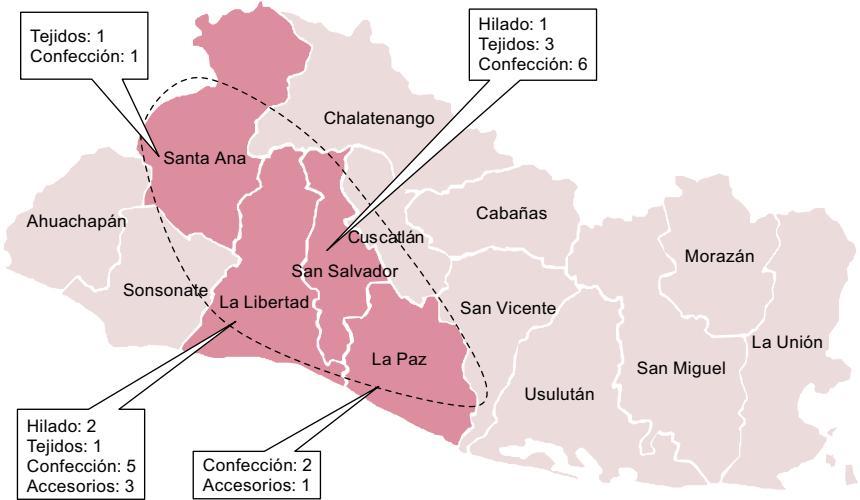 Tejidos: 1
Confección: 1
Hilado: 1
Tejidos: 3
Confección: 6
Chalatenango
Santa Ana
Cabañas
Ahuachapán
Cuscatlán
Morazán
San Salvador
Sonsonate
La Libertad
San Vicente
La Unión
La Paz
San Miguel
Usulután
Hilado: 2
Tejidos: 1
Confección: 5
Accesorios: 3
Confección: 2
Accesorios: 1